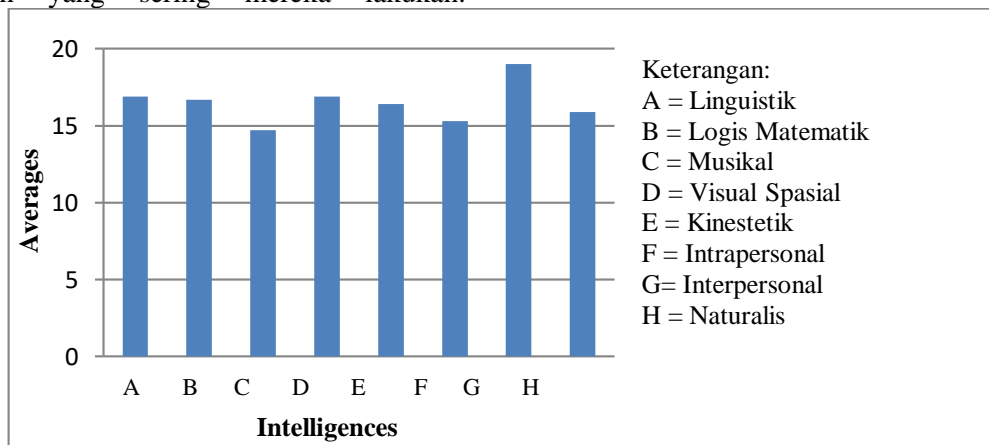 yang sering mereka lakukan.
20
15
10
5
0
Averages
A B C D E F G H
Intelligences
Keterangan:
A = Linguistik
B = Logis Matematik
C = Musikal
D = Visual Spasial
E = Kinestetik
F = Intrapersonal
G= Interpersonal
H = Naturalis